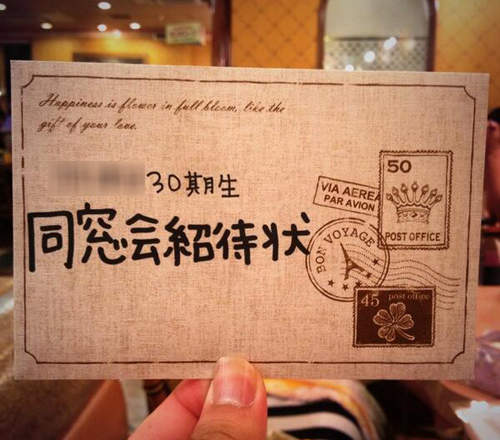 Happiness is flower in full bloom, like the
gift of your love.
30期生
同窓会紹待状
VIA AEREA
PAR AVION
50
POST OFFICE
BON VOYAGE
45 post office